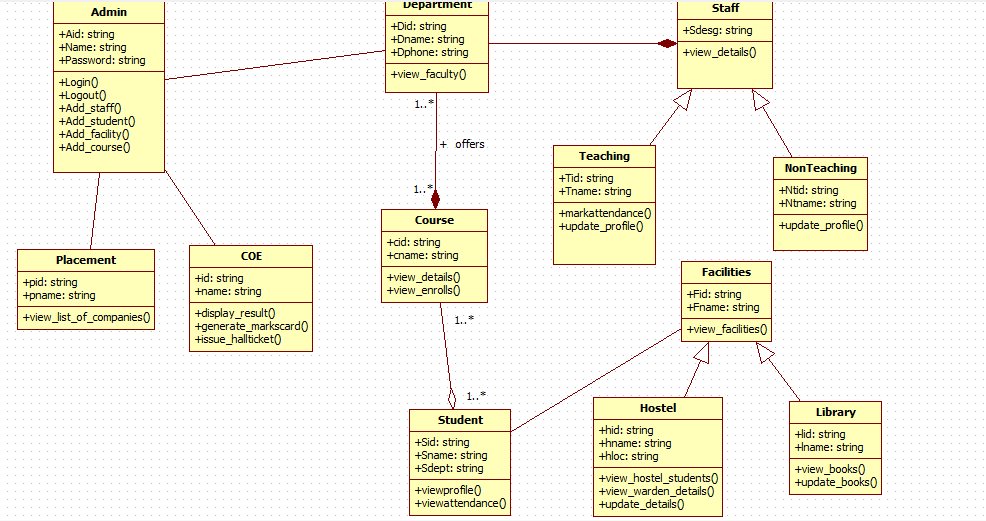 Admin
+Aid: string
+Name: string
+Password: string
+Login()
+Logout()
+Add_staff()
+Add_student()
+Add_facility()
+Add_course()
Department
+Did: string
+Dname: string
+Dphone: string
+view_faculty()
Staff
+Sdesg: string
+view_details()
1..*
+ offers
1..*
Teaching
+Tid: string
+Tname: string
+markattendance()
+update_profile()
NonTeaching
+Ntid: string
+Ntname: string
+update_profile()
Placement
+pid: string
+pname: string
+view_list_of_companies()
COE
+id: string
+name: string
+display_result()
+generate_markscard()
+issue_hallticket()
Course
+cid: string
+cname: string
+view_details()
+view_enrolls()
Facilities
+Fid: string
+Fname: string
+view_facilities()
1..*
1..*
Student
+Sid: string
+Sname: string
+Sdept: string
+viewprofile()
+viewattendance()
Hostel
+hid: string
+hname: string
+hloc: string
+view_hostel_students()
+view_warden_details()
+update_details()
Library
+lid: string
+lname: string
+view_books()
+update_books()